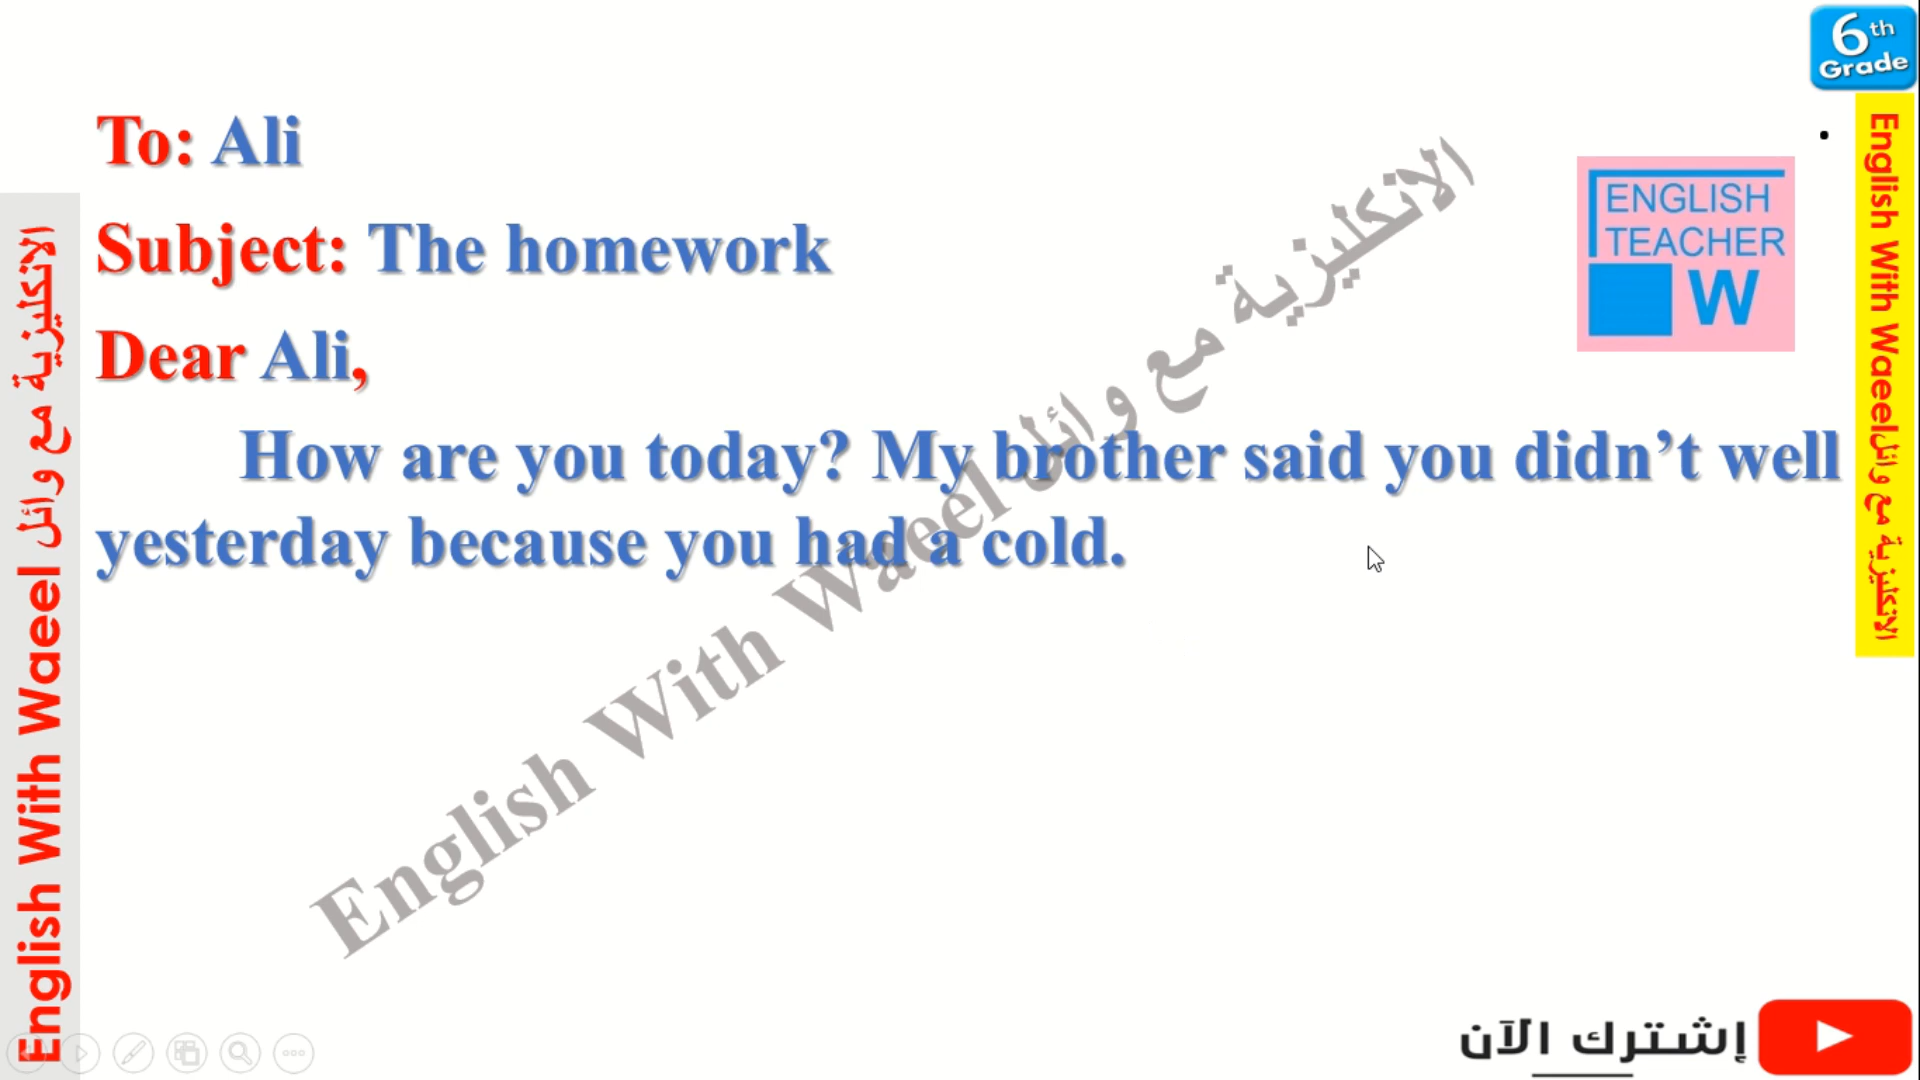 6th
Grade
To: Ali
Subject: The homework
Dear Ali,
How are you today? My brother said you didn’t well
yesterday because you had a cold.
ENGLISH
TEACHER
W
English With Waeel الانكليزية مع وائل
English With Waeel الانكليزية مع وائل
English With Waeel الانكليزية مع وائل
إشترك الآن